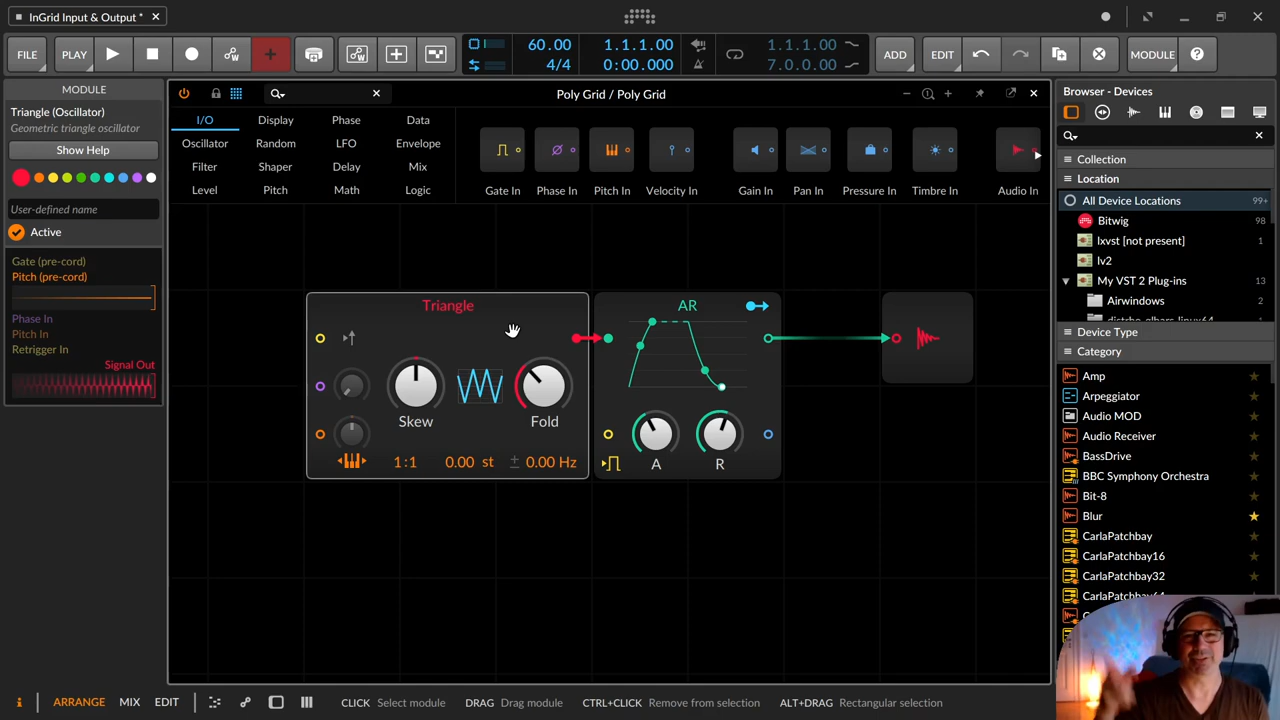 InGrid Input & Output *
FILE
PLAY
60.00
4/4
1.1.1.00
0:00.000
1.1.1.00
7.0.0.00
ADD
EDIT
MODULE
?
MODULE
Triangle (Oscillator)
Geometric triangle oscillator
Show Help
User-defined name
Active
Gate (pre-cord)
Pitch (pre-cord)
Phase In
Pitch In
Retrigger In
Signal Out
Poly Grid / Poly Grid
I/O
Display
Phase
Data
Oscillator
Random
LFO
Envelope
Filter
Shaper
Delay
Mix
Level
Pitch
Math
Logic
Gate In
Phase In
Pitch In
Velocity In
Gain In
Pan In
Pressure In
Timbre In
Audio In
Triangle
Skew
Fold
1:1
0.00 st
± 0.00 Hz
AR
A
R
Browser - Devices
Collection
Location
All Device Locations
99+
Bitwig
98
lxvst [not present]
1
lv2
My VST 2 Plug-ins
13
Airwindows
1
distrho-glbars-linux64
Device Type
Category
Amp
Arpeggiator
Audio MOD
Audio Receiver
BassDrive
BBC Symphony Orchestra
Bit-8
Blur
CarlaPatchbay
CarlaPatchbay16
CarlaPatchbay32
CarlaPatchbay64
i
ARRANGE
MIX
EDIT
CLICK Select module
DRAG Drag module
CTRL+CLICK Remove from selection
ALT+DRAG Rectangular selection